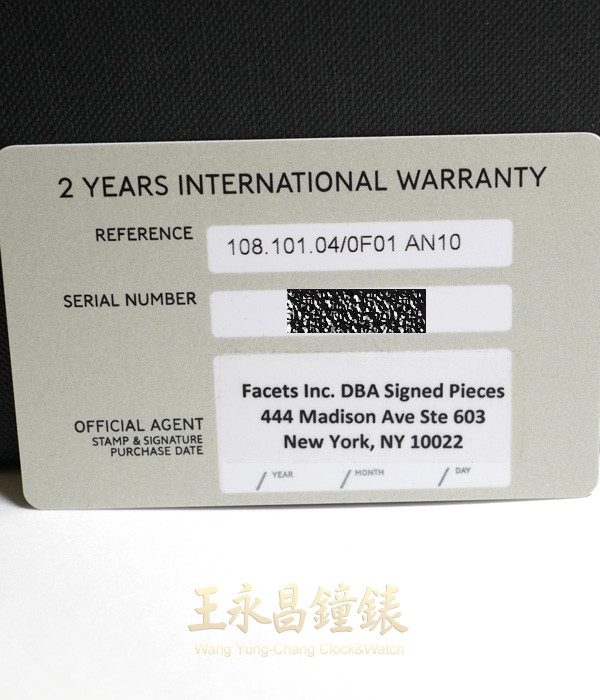 2 YEARS INTERNATIONAL WARRANTY
REFERENCE
108.101.04/0F01 AN10
SERIAL NUMBER
OFFICIAL AGENT
STAMP & SIGNATURE
PURCHASE DATE
Facets Inc. DBA Signed Pieces
444 Madison Ave Ste 603
New York, NY 10022
/ YEAR / MONTH / DAY
王永昌鐘錶
Wang Yung-Chang Clock&Watch